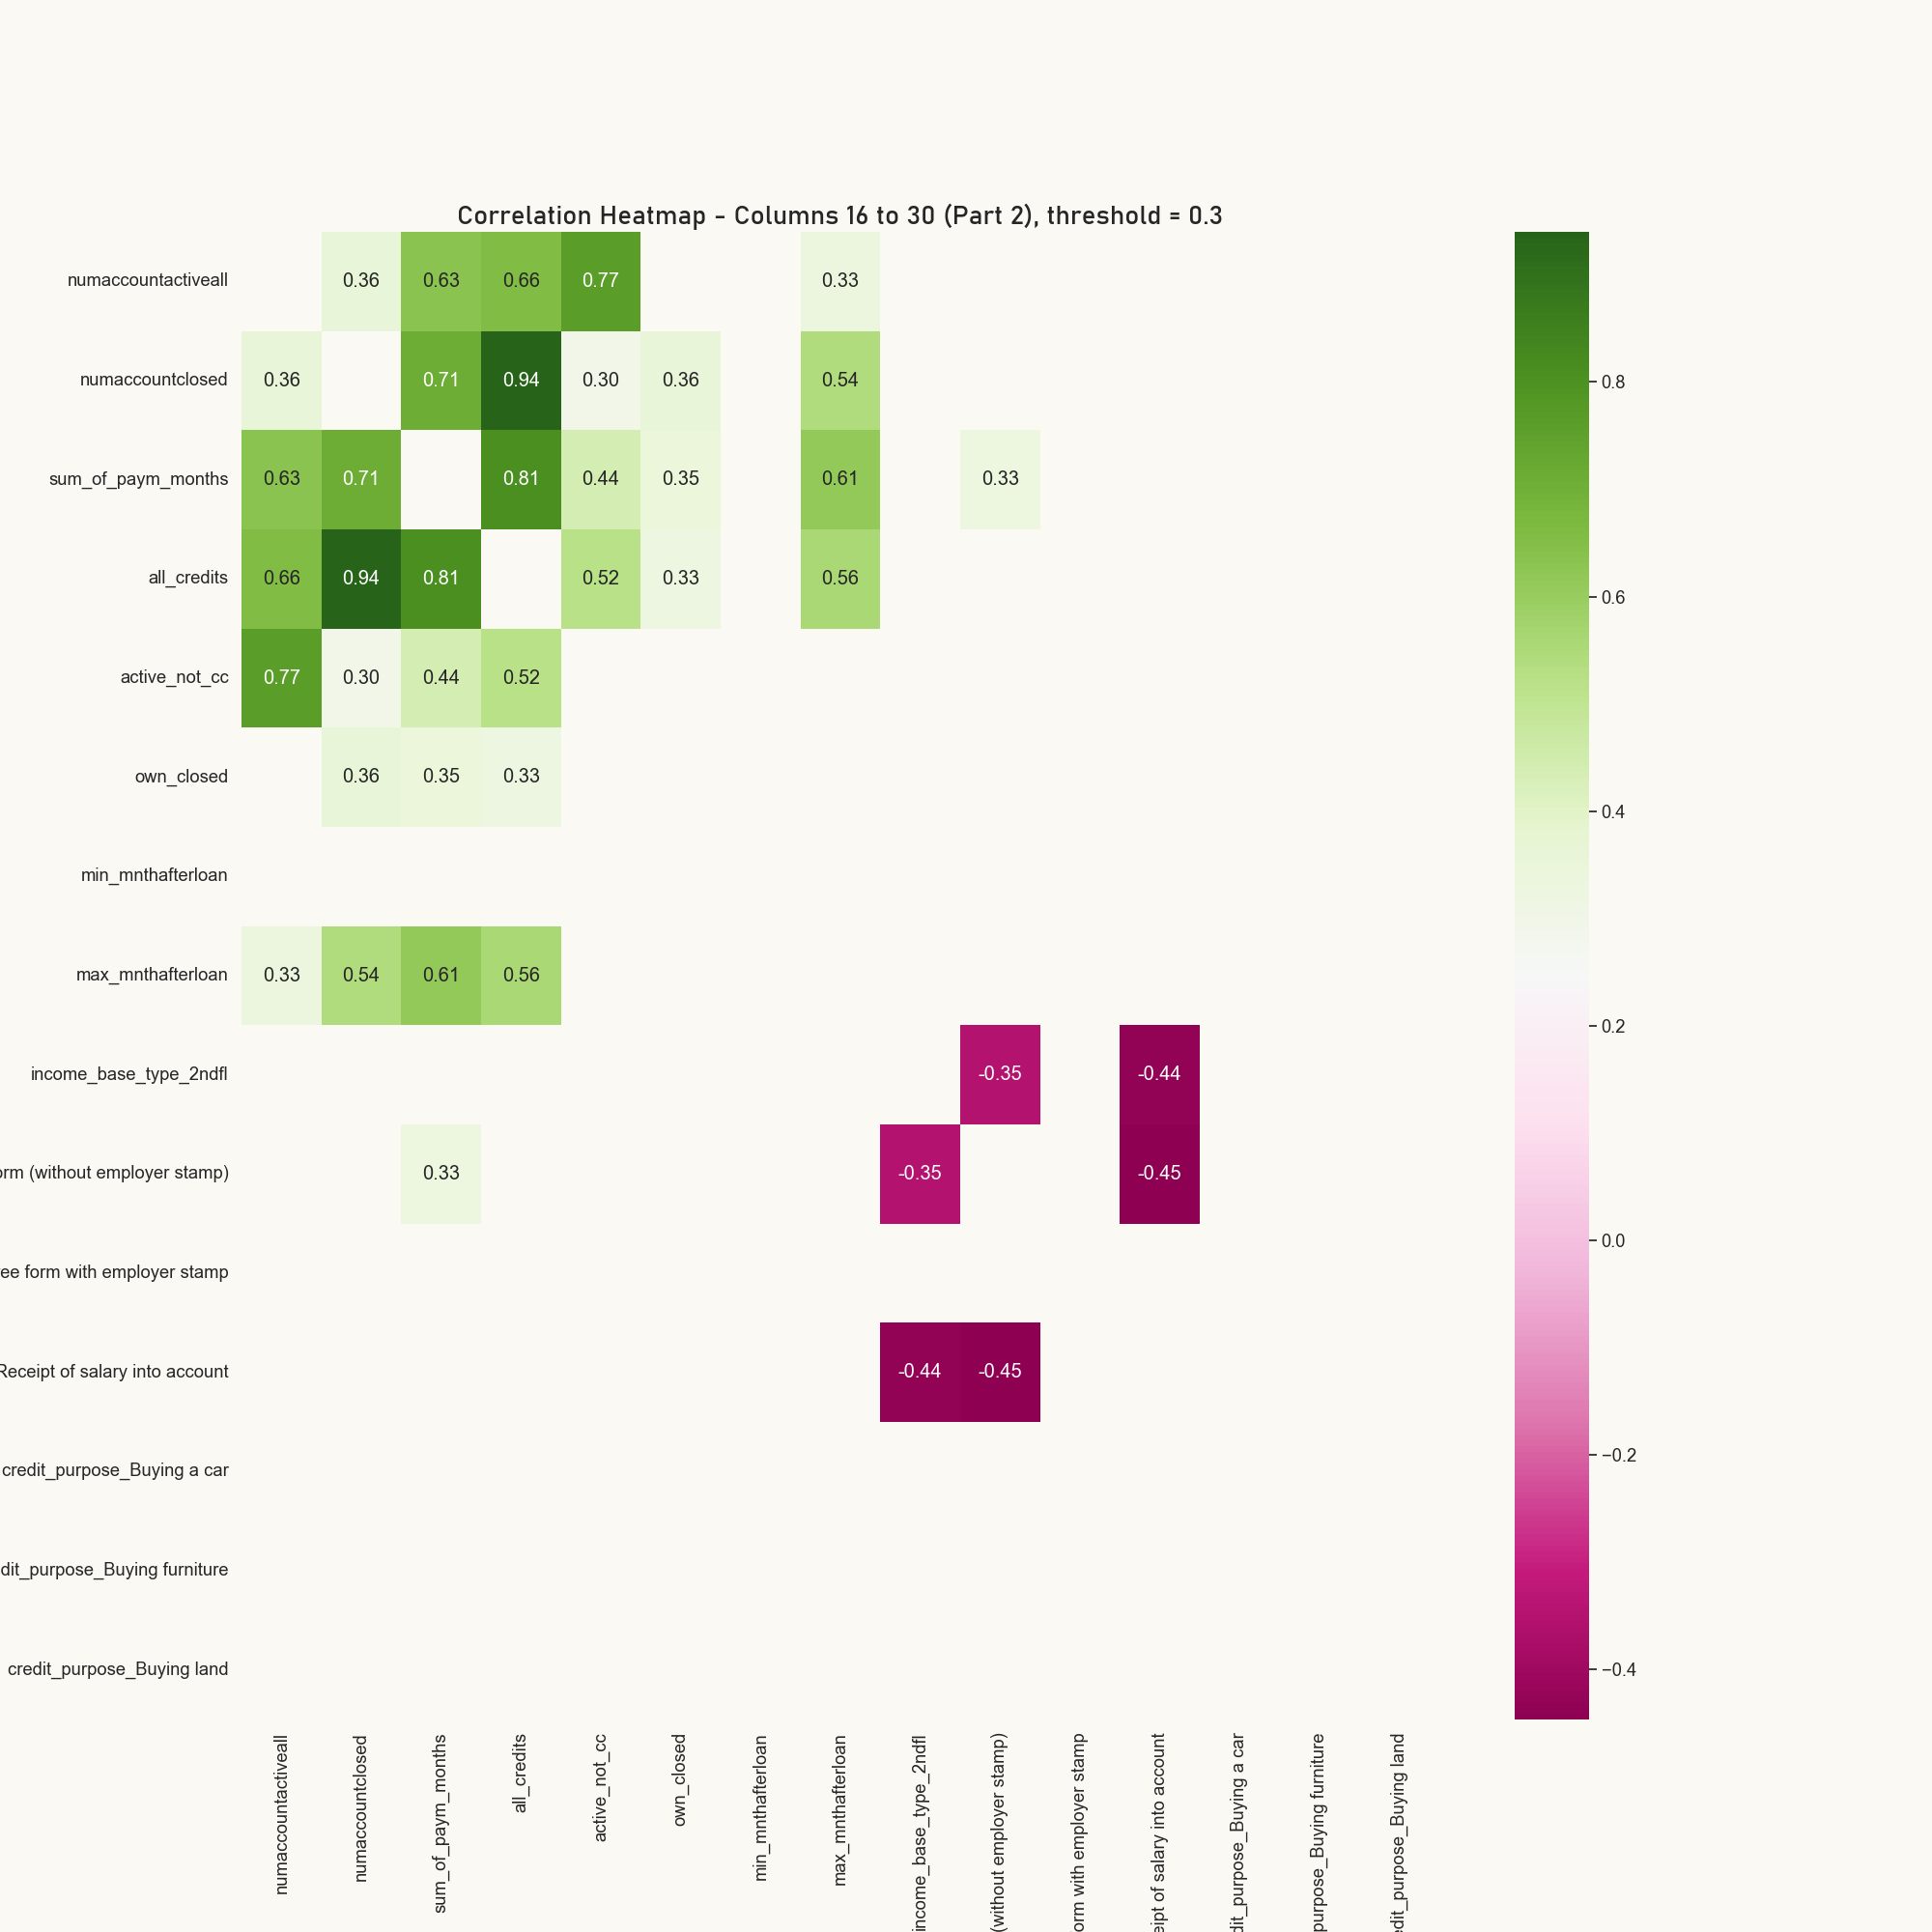 Correlation Heatmap - Columns 16 to 30 (Part 2), threshold = 0.3
numaccountactiveall 0.36 0.63 0.66 0.77 0.33
numaccountclosed 0.36 0.71 0.94 0.30 0.36 0.54
sum_of_paym_months 0.63 0.71 0.81 0.44 0.35 0.61 0.33
all_credits 0.66 0.94 0.81 0.52 0.33 0.56
active_not_cc 0.77 0.30 0.44 0.52
own_closed 0.36 0.35 0.33
min_mnthafterloan
max_mnthafterloan 0.33 0.54 0.61 0.56
income_base_type_2ndfl -0.35 -0.44
(without employer stamp) 0.33 -0.35 -0.45
form with employer stamp
Receipt of salary into account -0.44 -0.45
credit_purpose_Buying a car
dit_purpose_Buying furniture
credit_purpose_Buying land
numaccountactiveall
numaccountclosed
sum_of_paym_months
all_credits
active_not_cc
own_closed
min_mnthafterloan
max_mnthafterloan
income_base_type_2ndfl
(without employer stamp)
orm with employer stamp
eipt of salary into account
dit_purpose_Buying a car
purpose_Buying furniture
edit_purpose_Buying land
0.8
0.6
0.4
0.2
0.0
−0.2
−0.4